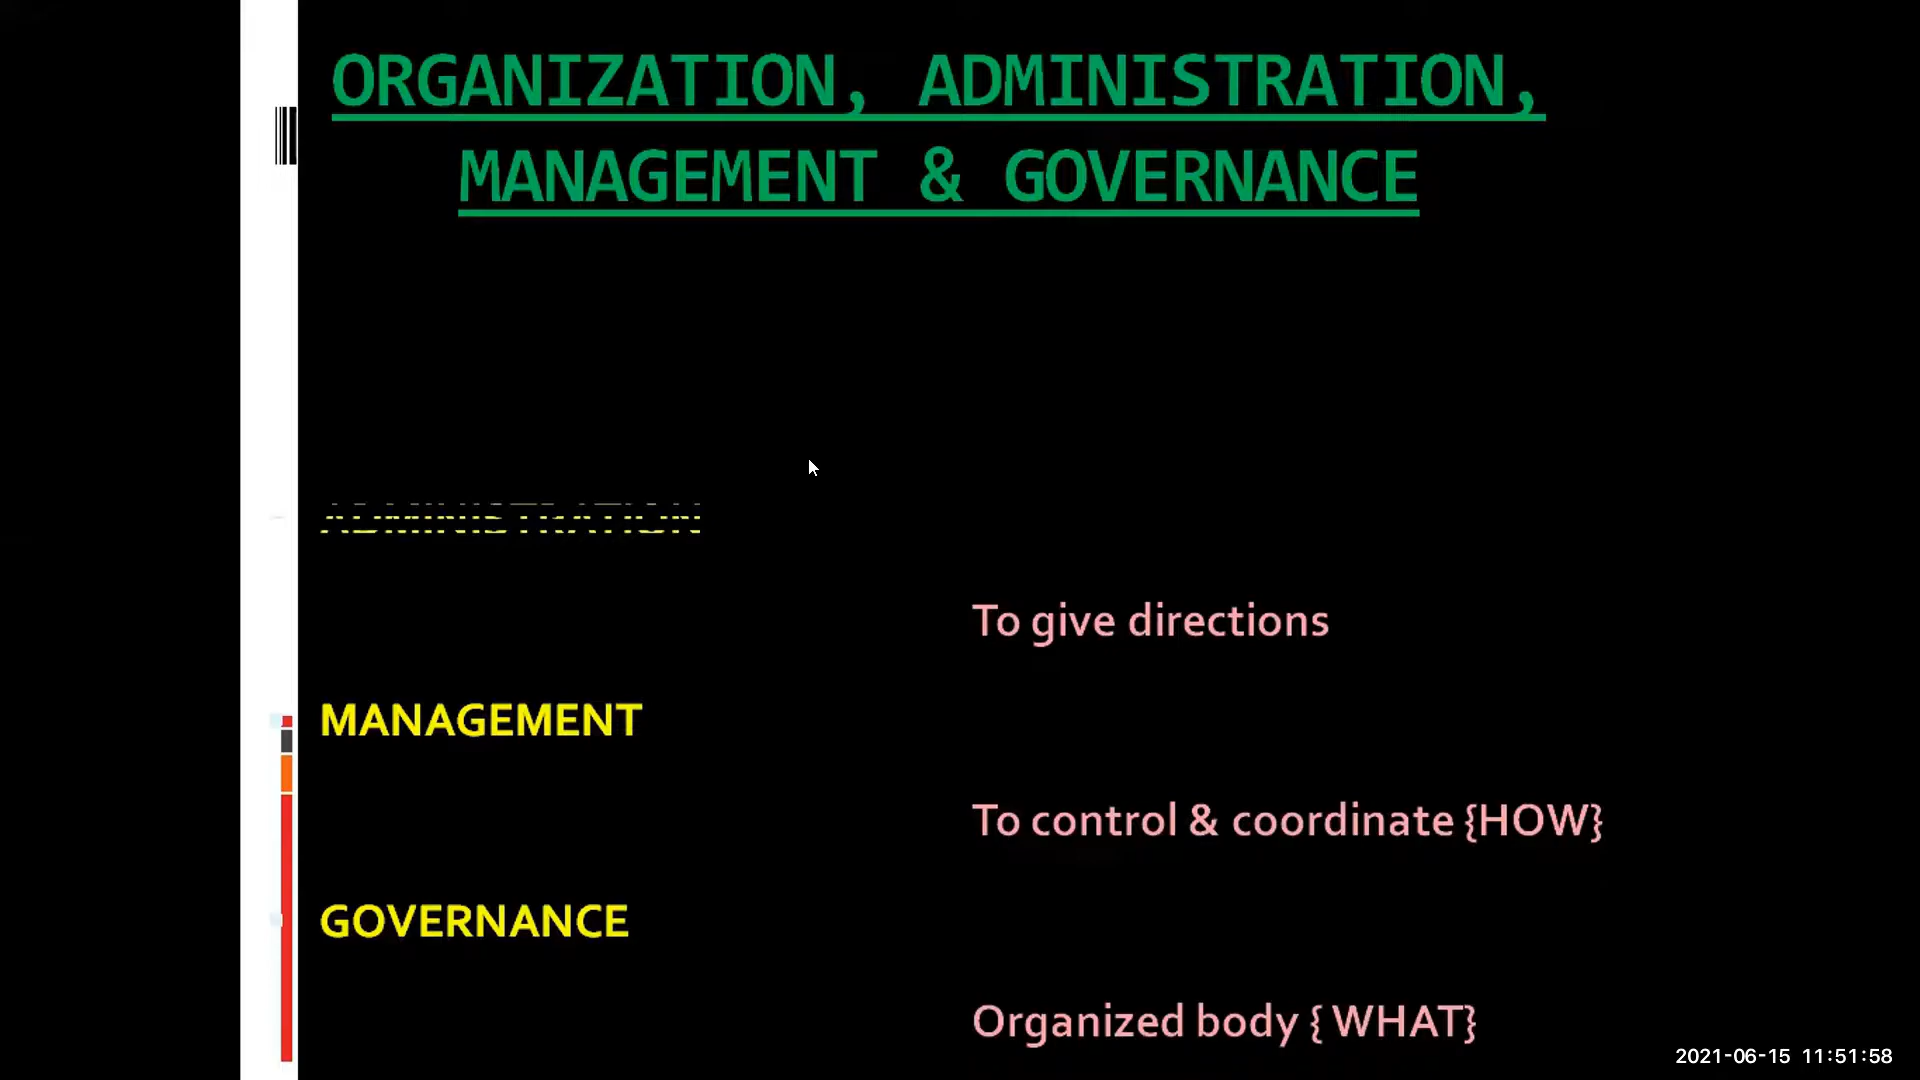 ORGANIZATION, ADMINISTRATION,
MANAGEMENT & GOVERNANCE
ADMINISTRATION
To give directions
MANAGEMENT
To control & coordinate {HOW}
GOVERNANCE
Organized body { WHAT}
2021-06-15 11:51:58